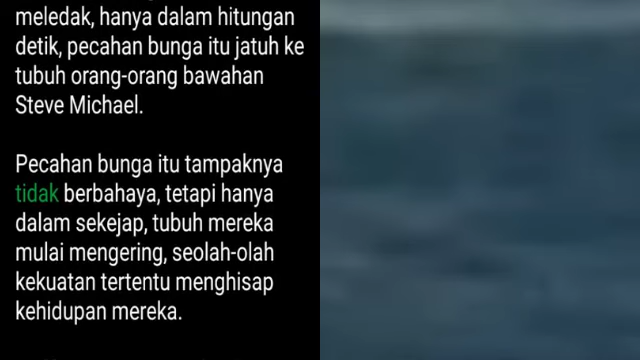 meledak, hanya dalam hitungan
detik, pecahan bunga itu jatuh ke
tubuh orang-orang bawahan
Steve Michael.
Pecahan bunga itu tampaknya
tidak berbahaya, tetapi hanya
dalam sekejap, tubuh mereka
mulai mengering, seolah-olah
kekuatan tertentu menghisap
kehidupan mereka.